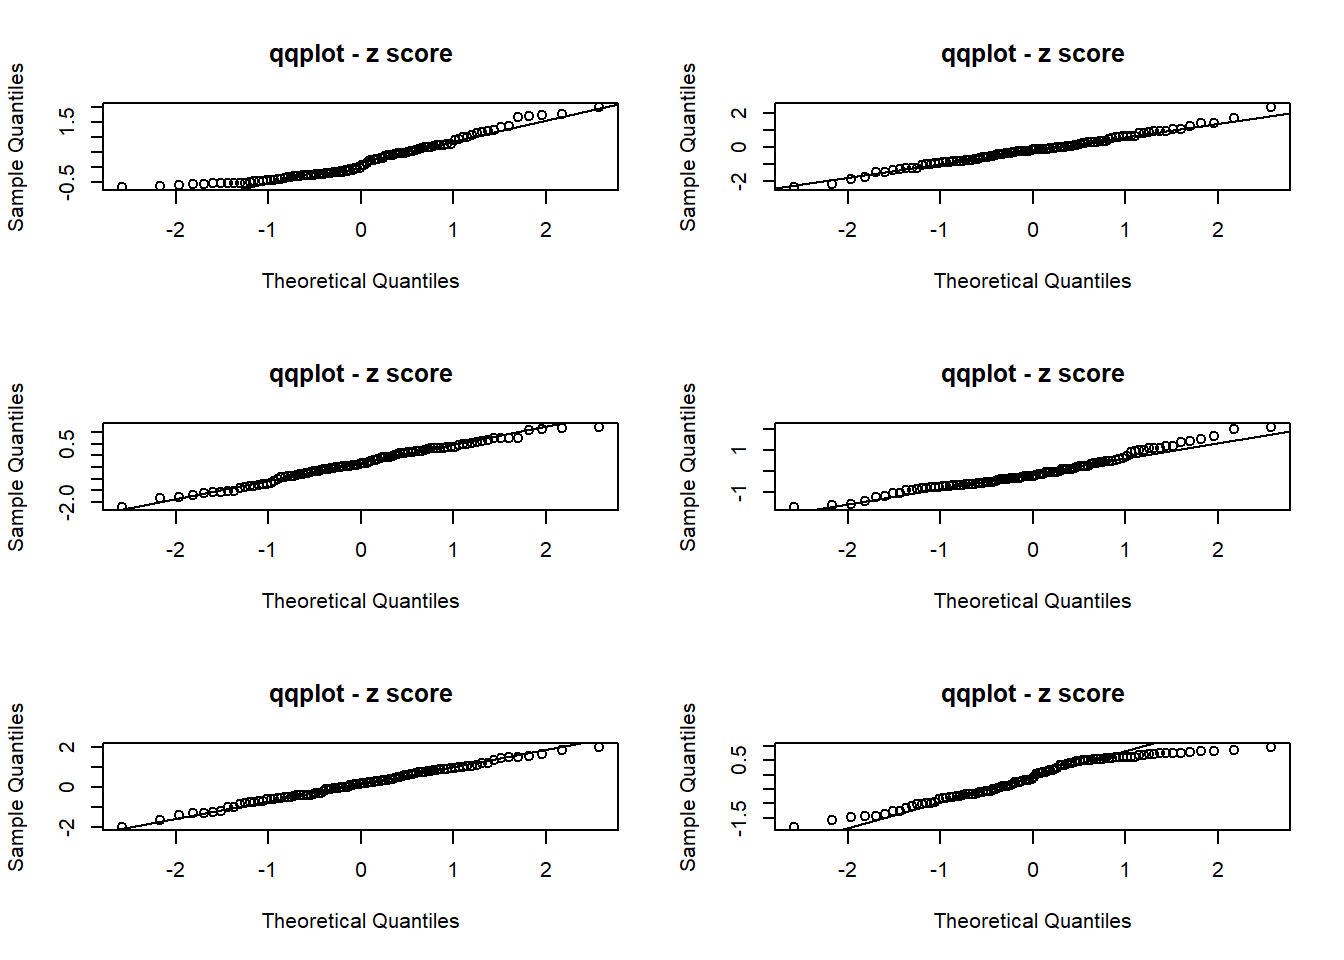 qqplot - z score
Sample Quantiles
1.5
-0.5
-2 -1 0 1 2
Theoretical Quantiles
qqplot - z score
Sample Quantiles
2
0
-2
-2 -1 0 1 2
Theoretical Quantiles
qqplot - z score
Sample Quantiles
0.5
-2.0
-2 -1 0 1 2
Theoretical Quantiles
qqplot - z score
Sample Quantiles
1
-1
-2 -1 0 1 2
Theoretical Quantiles
qqplot - z score
Sample Quantiles
2
0
-2
-2 -1 0 1 2
Theoretical Quantiles
qqplot - z score
Sample Quantiles
0.5
-1.5
-2 -1 0 1 2
Theoretical Quantiles